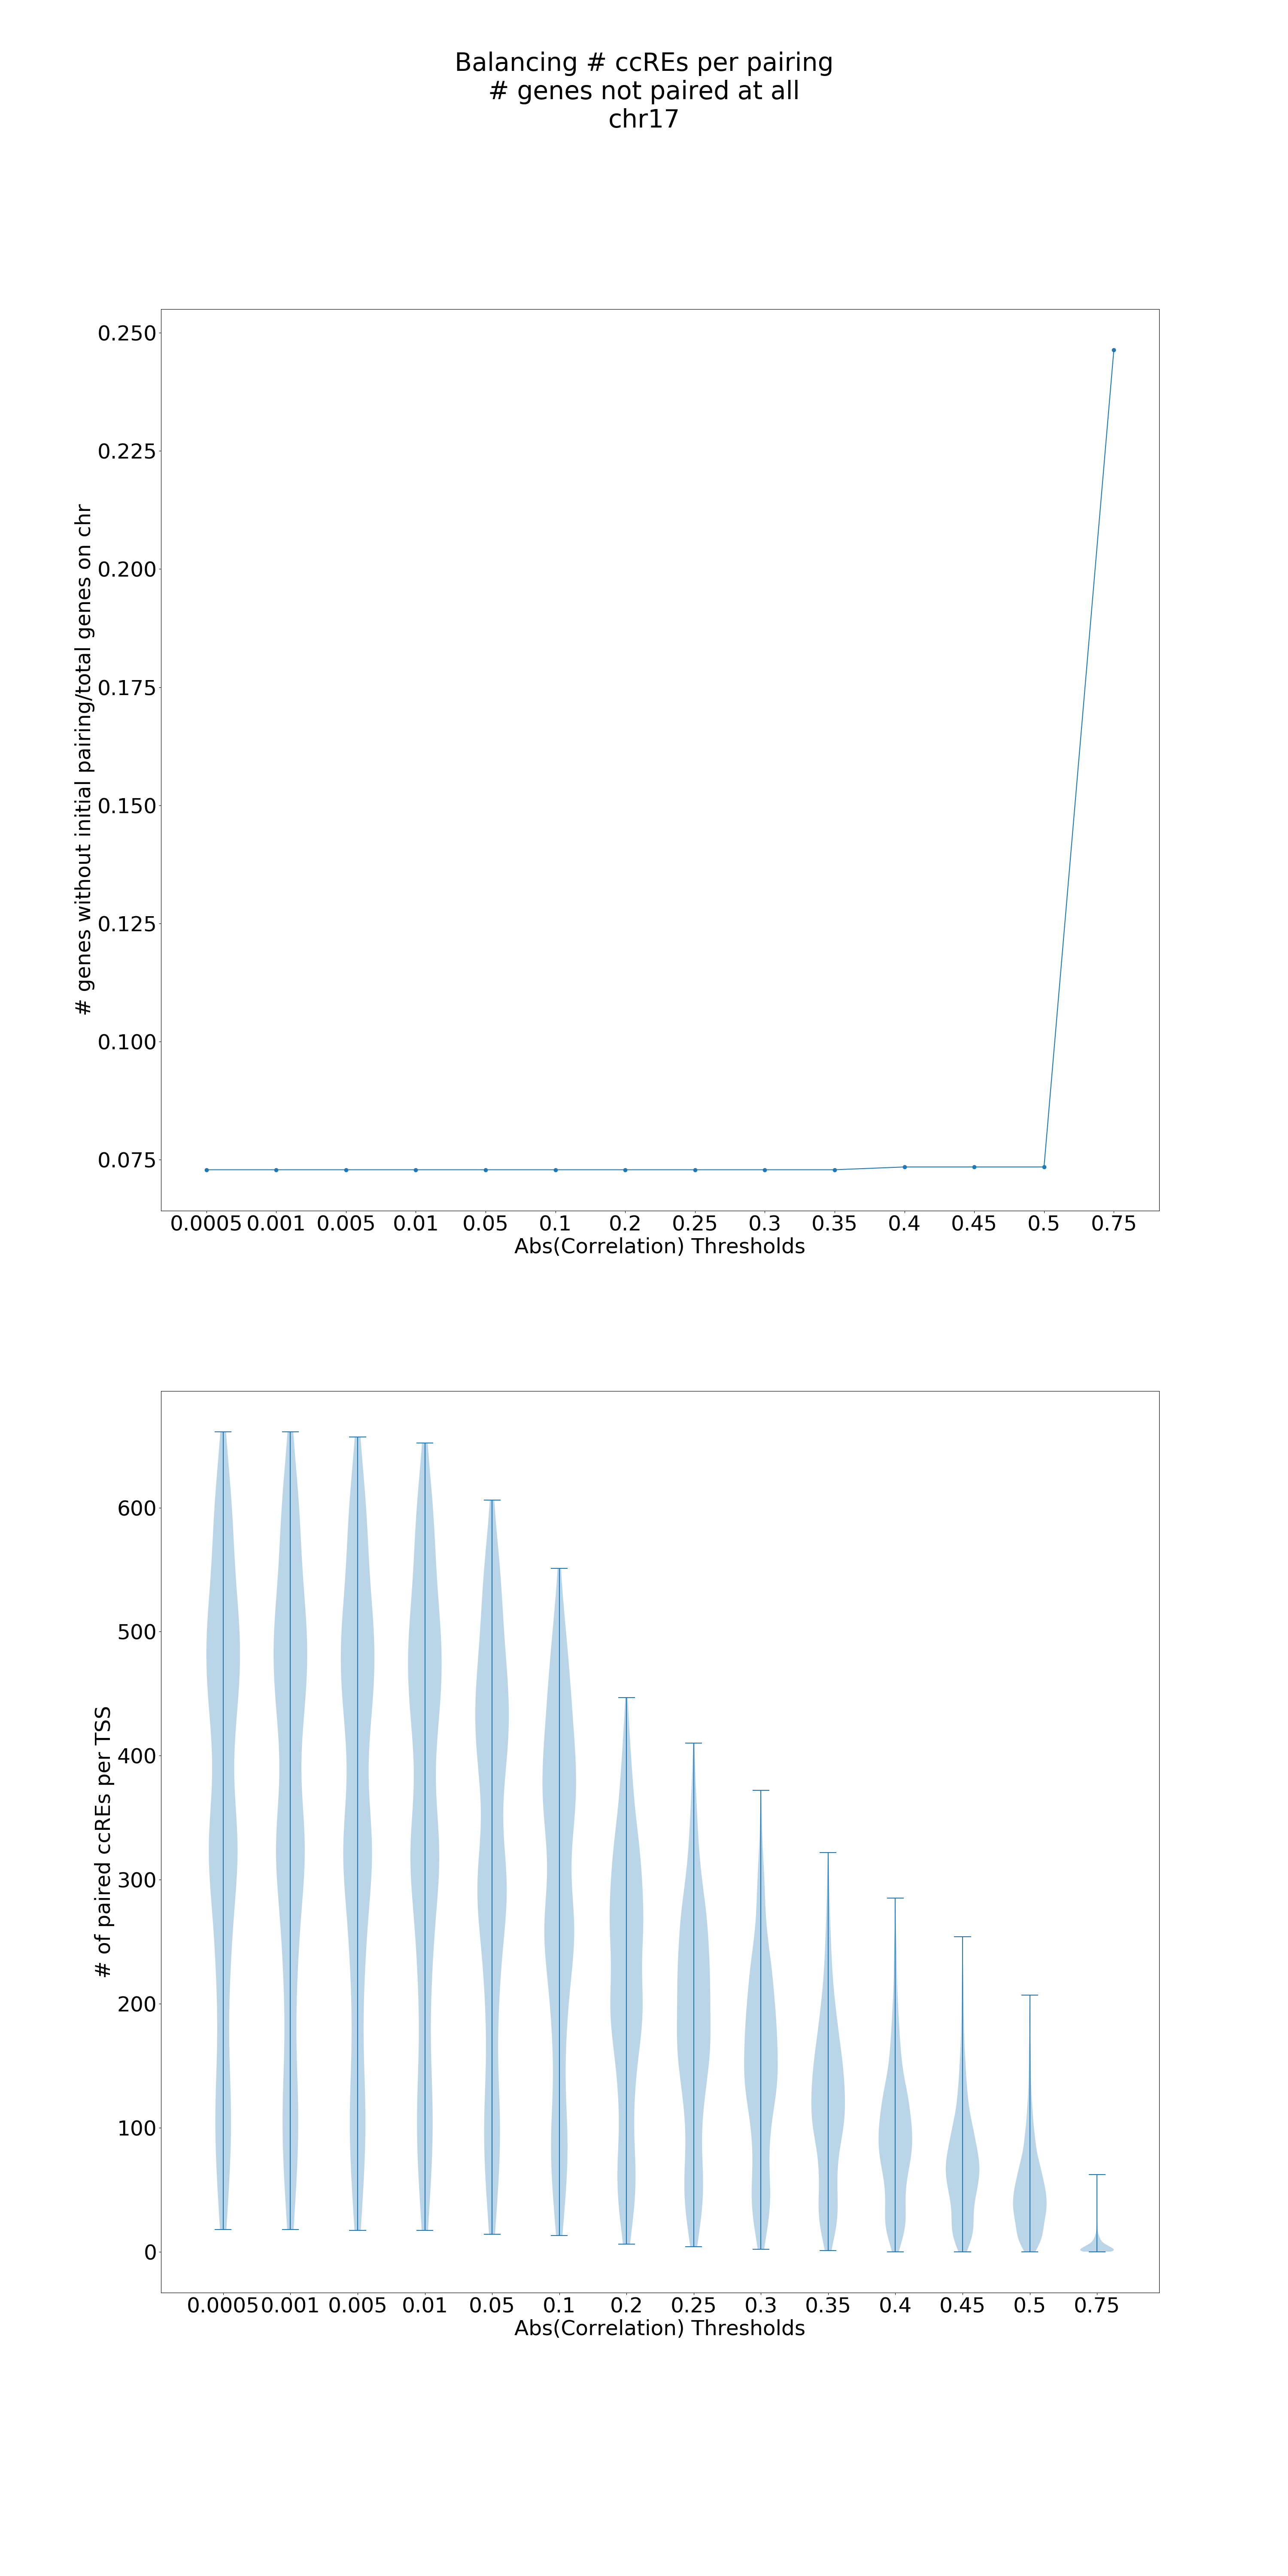 Balancing # ccREs per pairing
# genes not paired at all
chr17
# genes without initial pairing/total genes on chr
0.250
0.225
0.200
0.175
0.150
0.125
0.100
0.075
0.0005 0.001 0.005 0.01 0.05 0.1 0.2 0.25 0.3 0.35 0.4 0.45 0.5 0.75
Abs(Correlation) Thresholds
# of paired ccREs per TSS
600
500
400
300
200
100
0
0.0005 0.001 0.005 0.01 0.05 0.1 0.2 0.25 0.3 0.35 0.4 0.45 0.5 0.75
Abs(Correlation) Thresholds